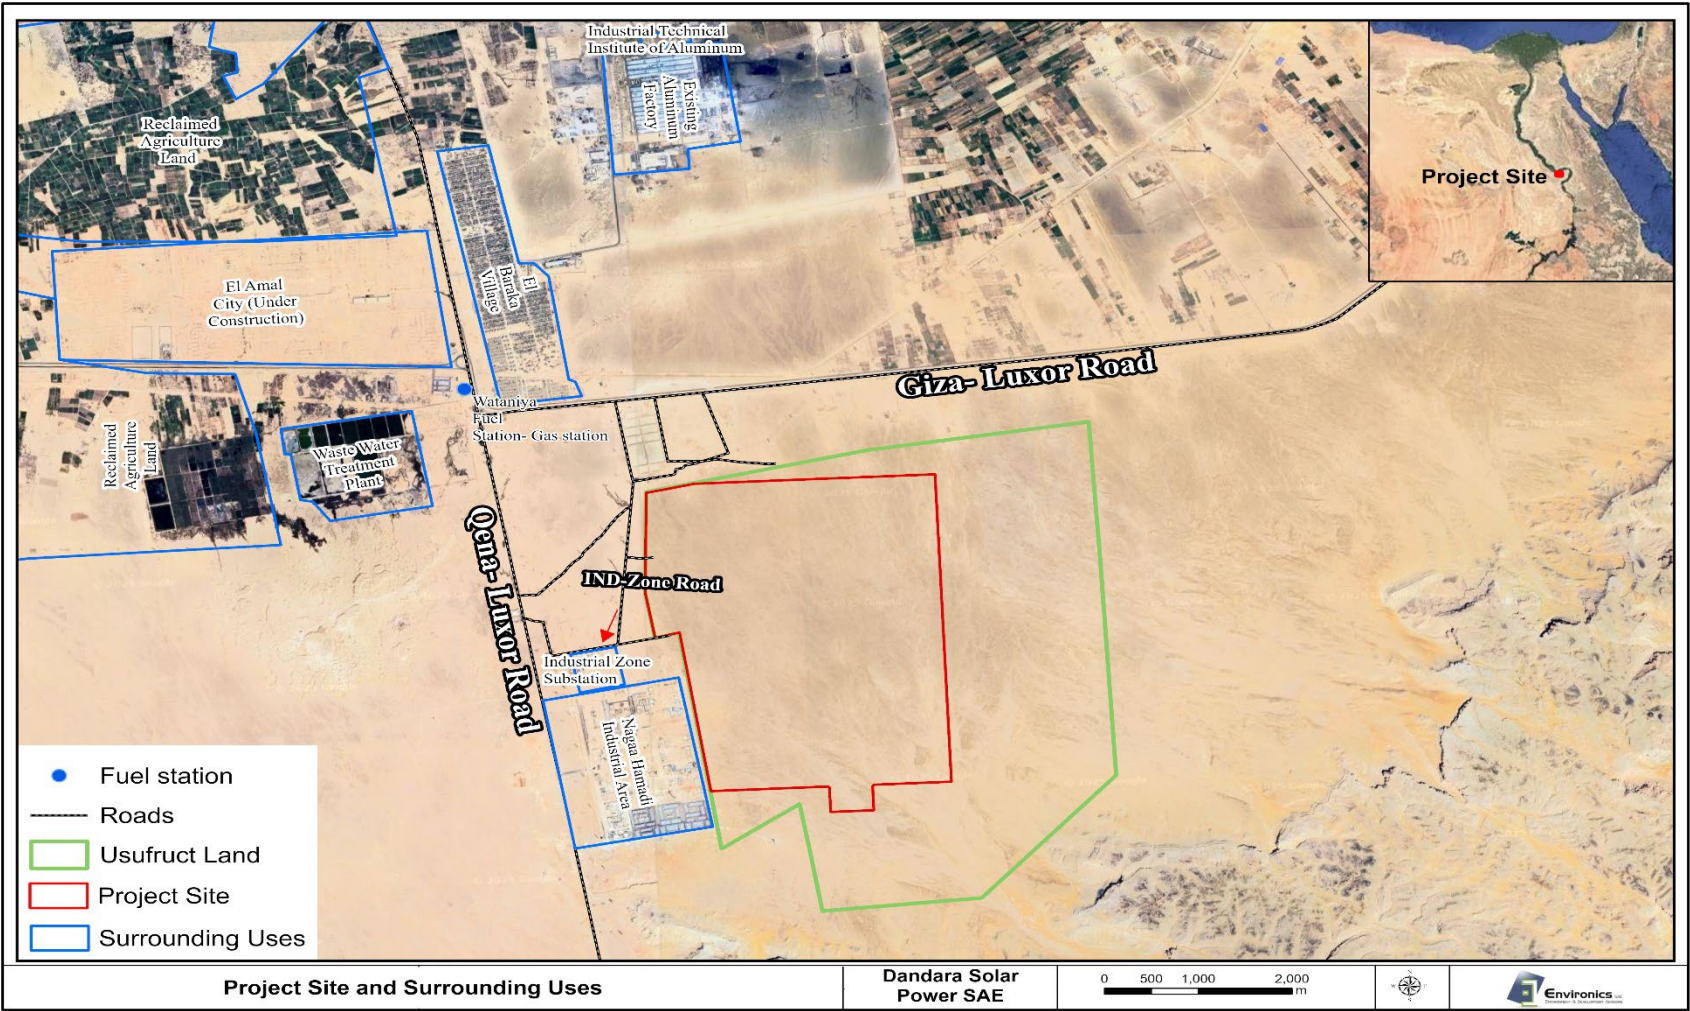 Industrial Technical
Institute of Aluminum
Existing
Aluminum
Factory
Reclaimed
Agriculture
Land
Project Site
El Amal
City (Under
Construction)
El
Baraka
Village
Giza- Luxor Road
Wataniya
Fuel
Station- Gas station
Reclaimed
Agriculture
Land
Waste Water
Treatment
Plant
Qena- Luxor Road
IND-Zone Road
Industrial Zone
Substation
Nagaa Hamadi
Industrial Area
Fuel station
Roads
Usufruct Land
Project Site
Surrounding Uses
Project Site and Surrounding Uses
Dandara Solar
Power SAE
0 500 1,000 2,000
m
Environics